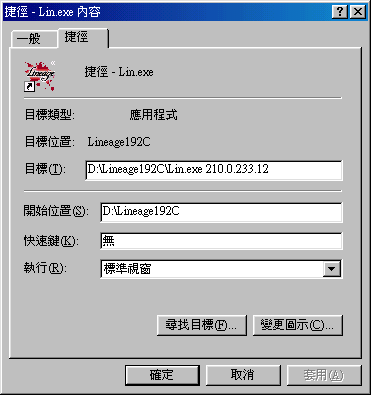 捷徑 - Lin.exe 內容
一般 捷徑
Lineage
捷徑 - Lin.exe
目標類型: 應用程式
目標位置: Lineage192C
目標(T): D:\Lineage192C\Lin.exe 210.0.233.12
開始位置(S): D:\Lineage192C
快速鍵(K): 無
執行(R): 標準視窗
尋找目標(F)... 變更圖示(C)...
確定 取消 套用(A)